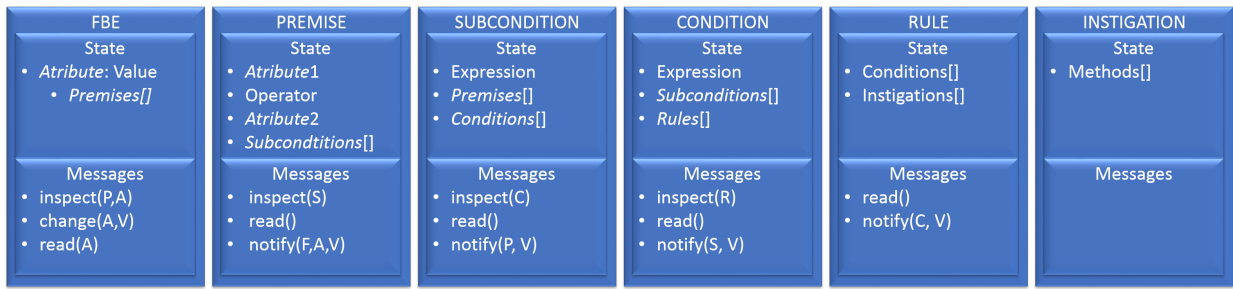 FBE
State
• Atribute: Value
• Premises[]
Messages
• inspect(P,A)
• change(A,V)
• read(A)
PREMISE
State
• Atribute1
• Operator
• Atribute2
• Subcondtitions[]
Messages
• inspect(S)
• read()
• notify(F,A,V)
SUBCONDITION
State
• Expression
• Premises[]
• Conditions[]
Messages
• inspect(C)
• read()
• notify(P, V)
CONDITION
State
• Expression
• Subconditions[]
• Rules[]
Messages
• inspect(R)
• read()
• notify(S, V)
RULE
State
• Conditions[]
• Instigations[]
Messages
• read()
• notify(C, V)
INSTIGATION
State
• Methods[]
Messages